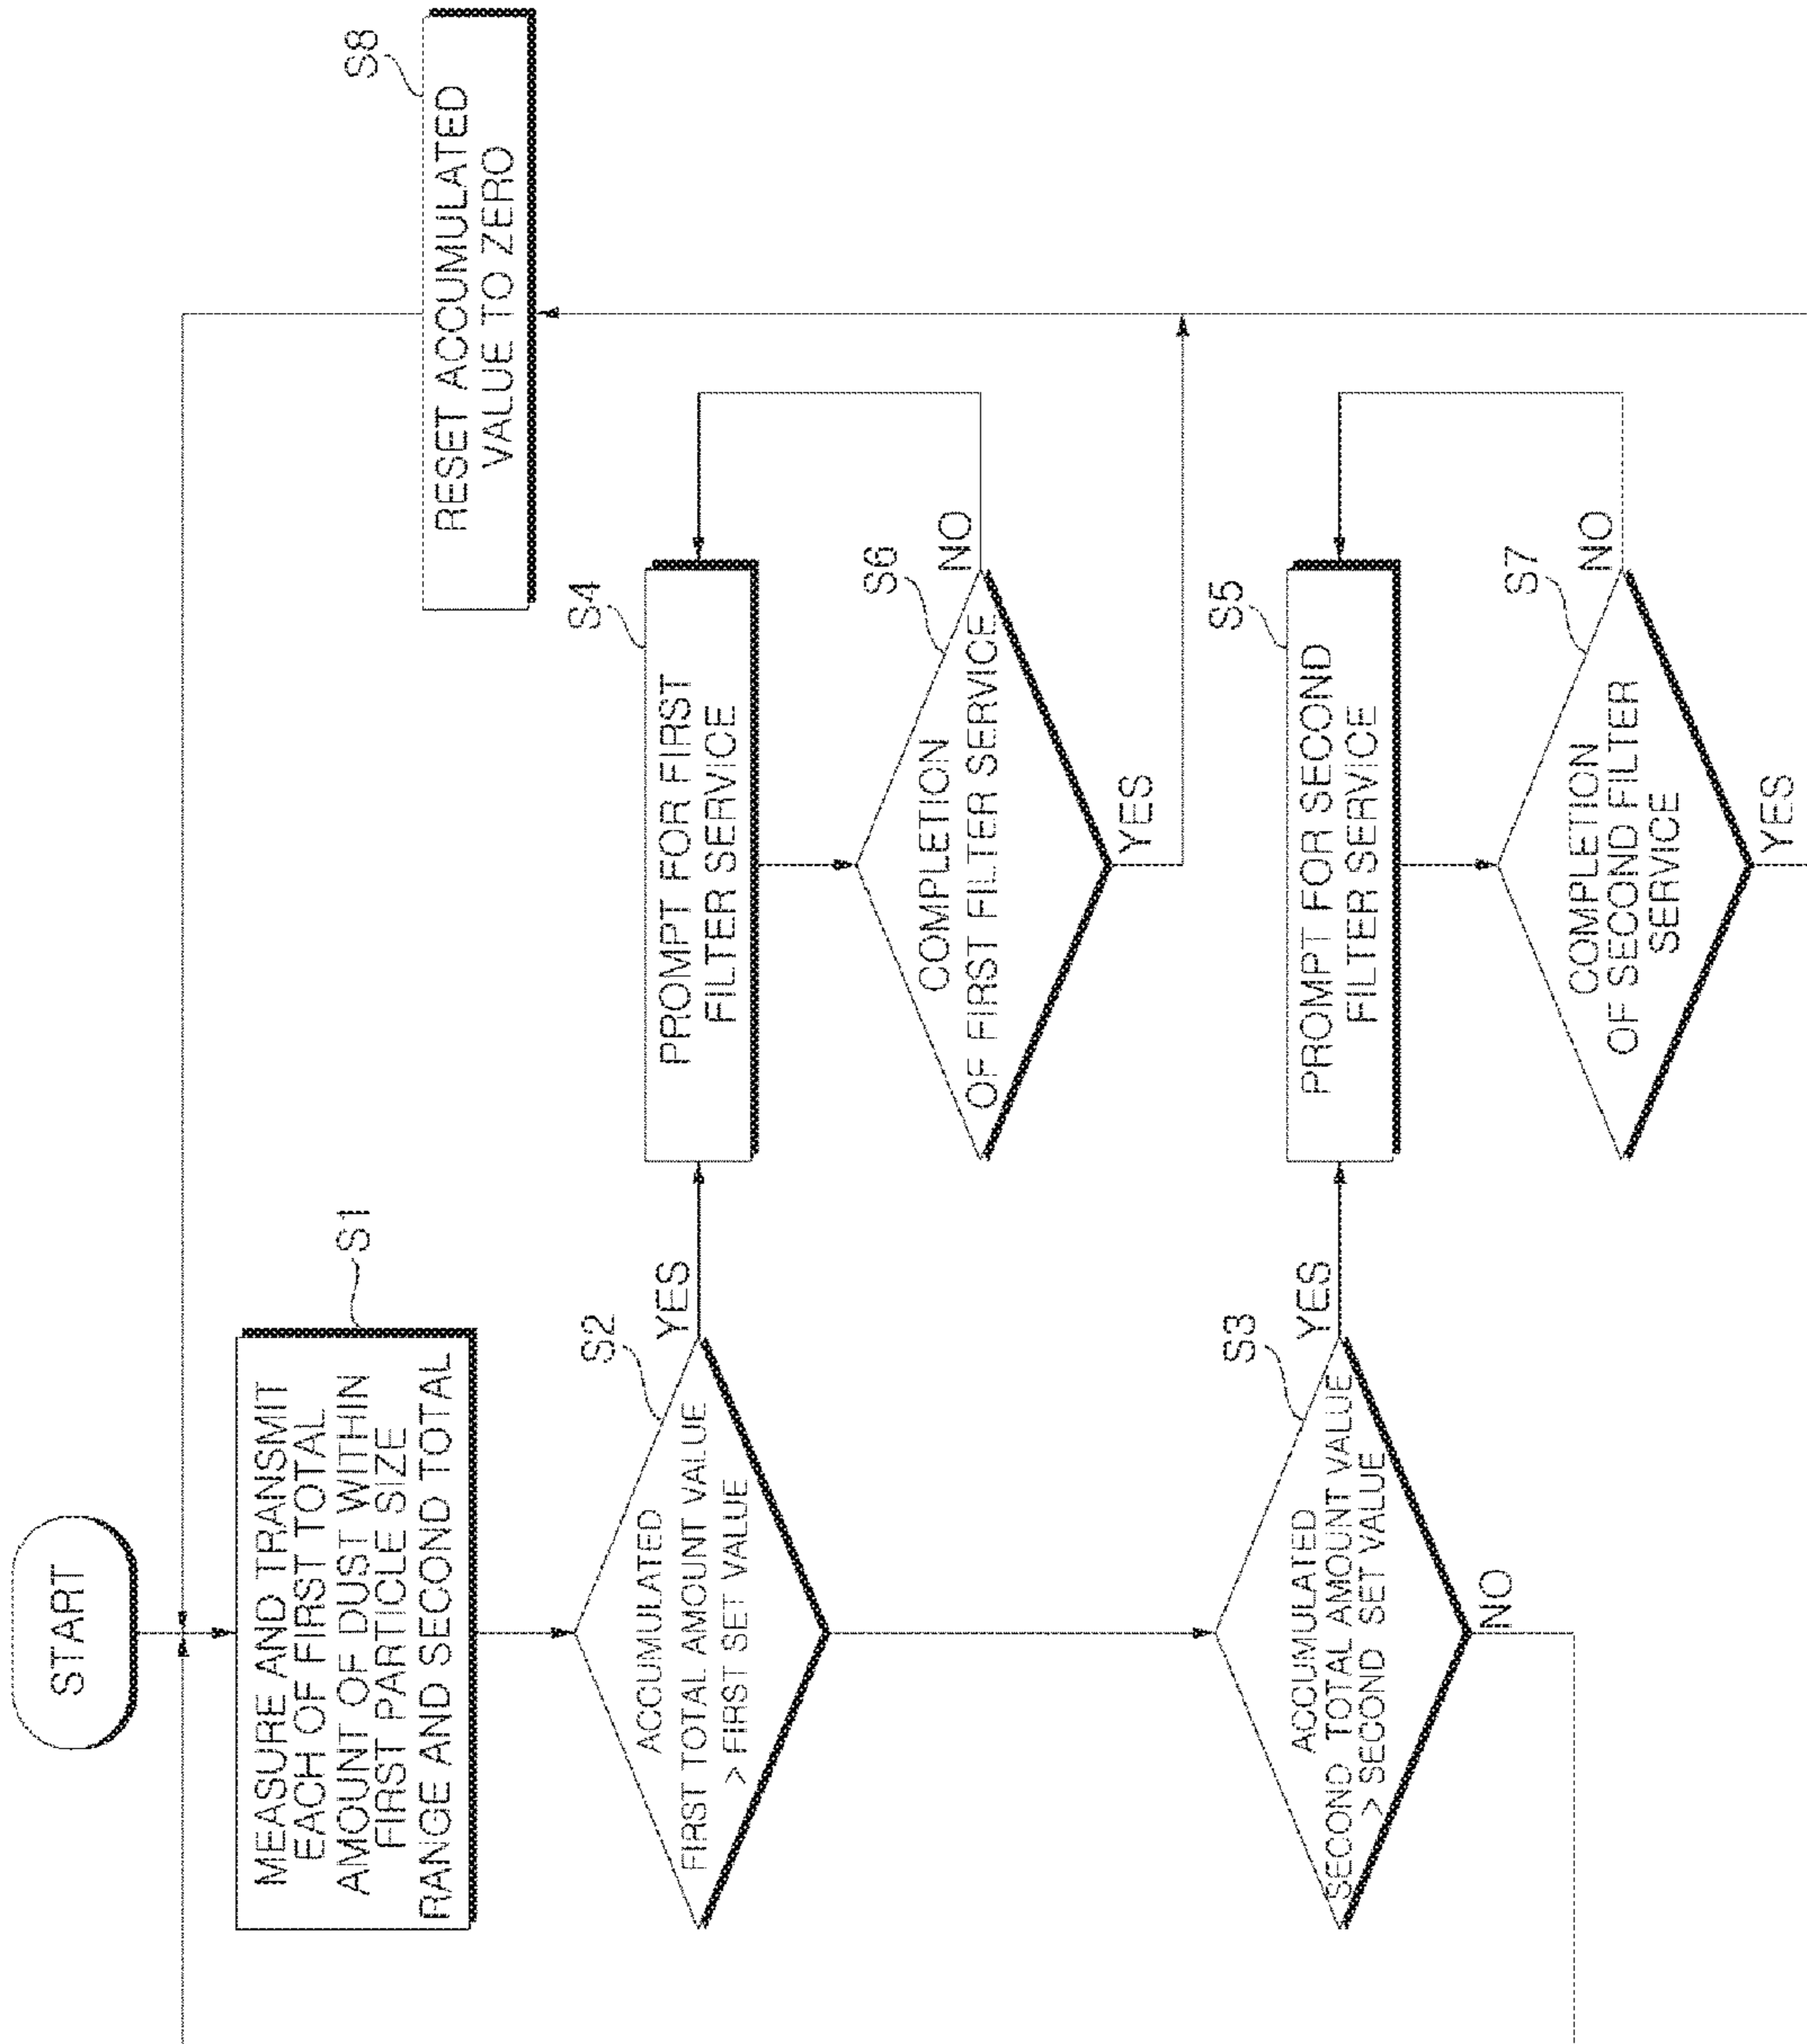 START
MEASURE AND TRANSMIT
EACH OF FIRST TOTAL
AMOUNT OF DUST WITHIN
FIRST PARTICLE SIZE
RANGE AND SECOND TOTAL
S1
ACCUMULATED
FIRST TOTAL AMOUNT VALUE
> FIRST SET VALUE
S2
YES
PROMPT FOR FIRST
FILTER SERVICE
S4
COMPLETION
OF FIRST FILTER SERVICE
S6
NO
YES
RESET ACCUMULATED
VALUE TO ZERO
S8
ACCUMULATED
SECOND TOTAL AMOUNT VALUE
> SECOND SET VALUE
S3
YES
NO
PROMPT FOR SECOND
FILTER SERVICE
S5
COMPLETION
OF SECOND FILTER
SERVICE
S7
NO
YES